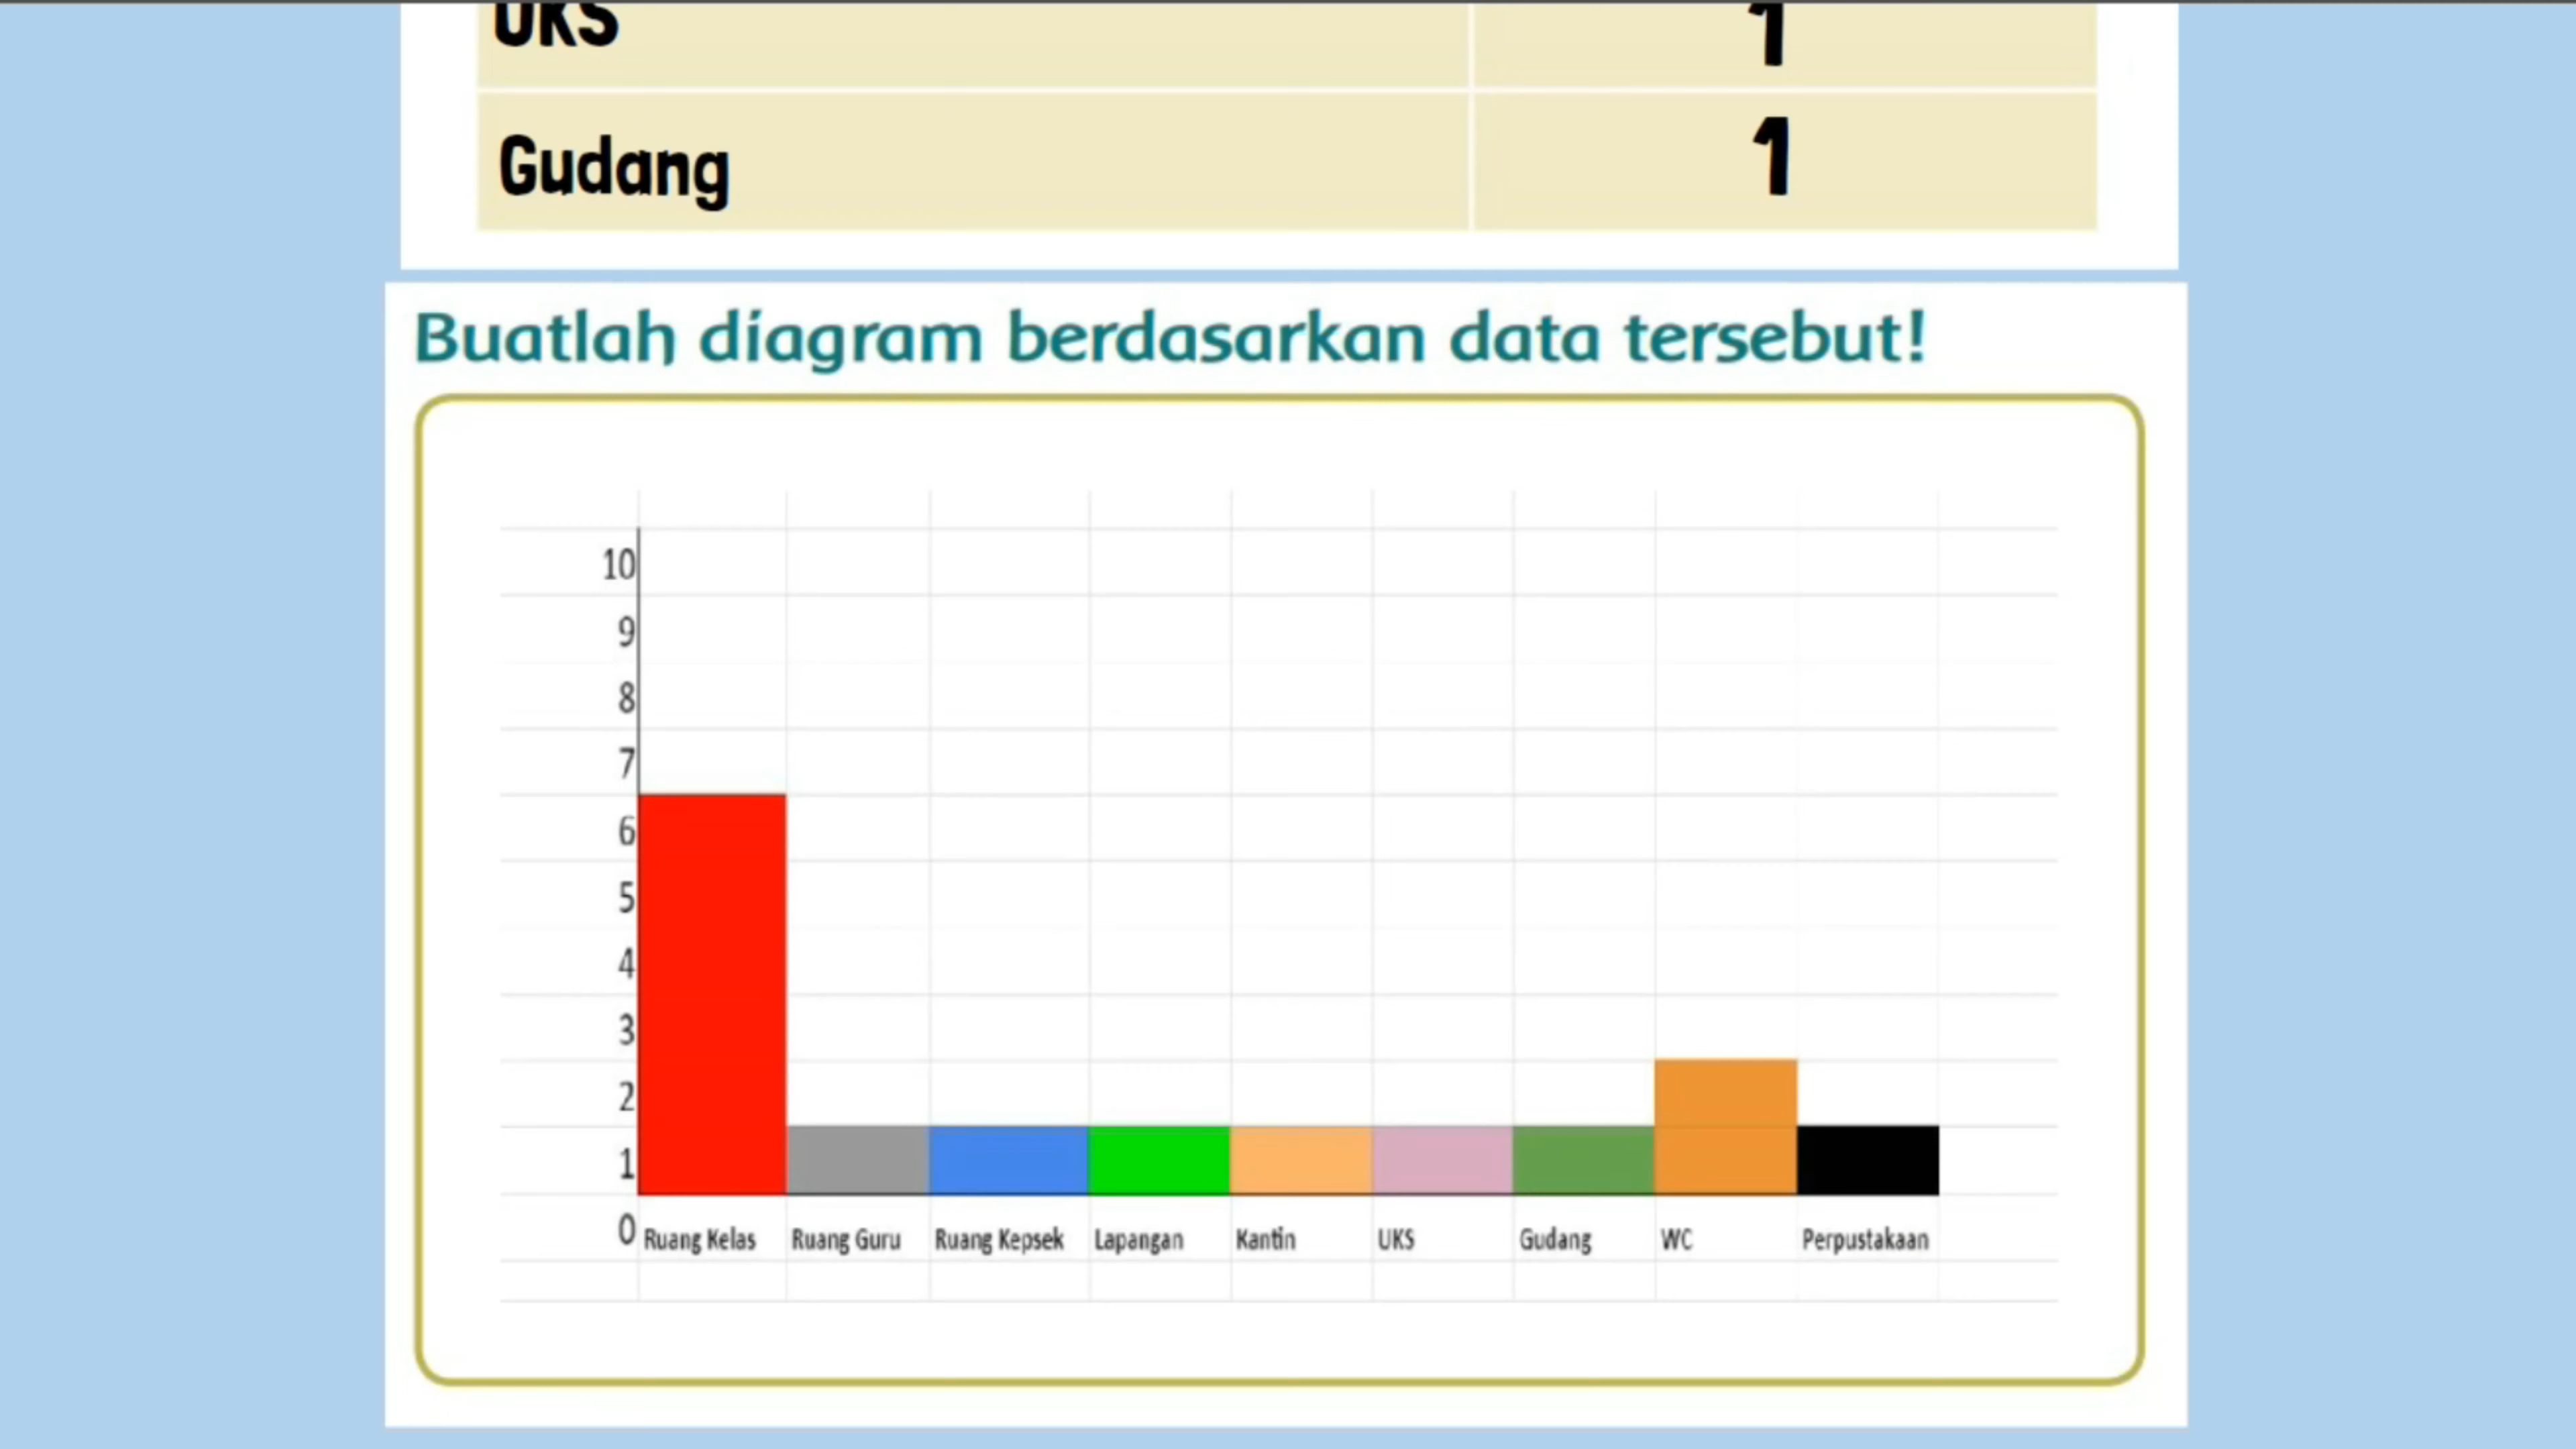 UKS 1
Gudang 1
Buatlah diagram berdasarkan data tersebut!
10
9
8
7
6
5
4
3
2
1
0 Ruang Kelas Ruang Guru Ruang Kepsek Lapangan Kantin UKS Gudang WC Perpustakaan